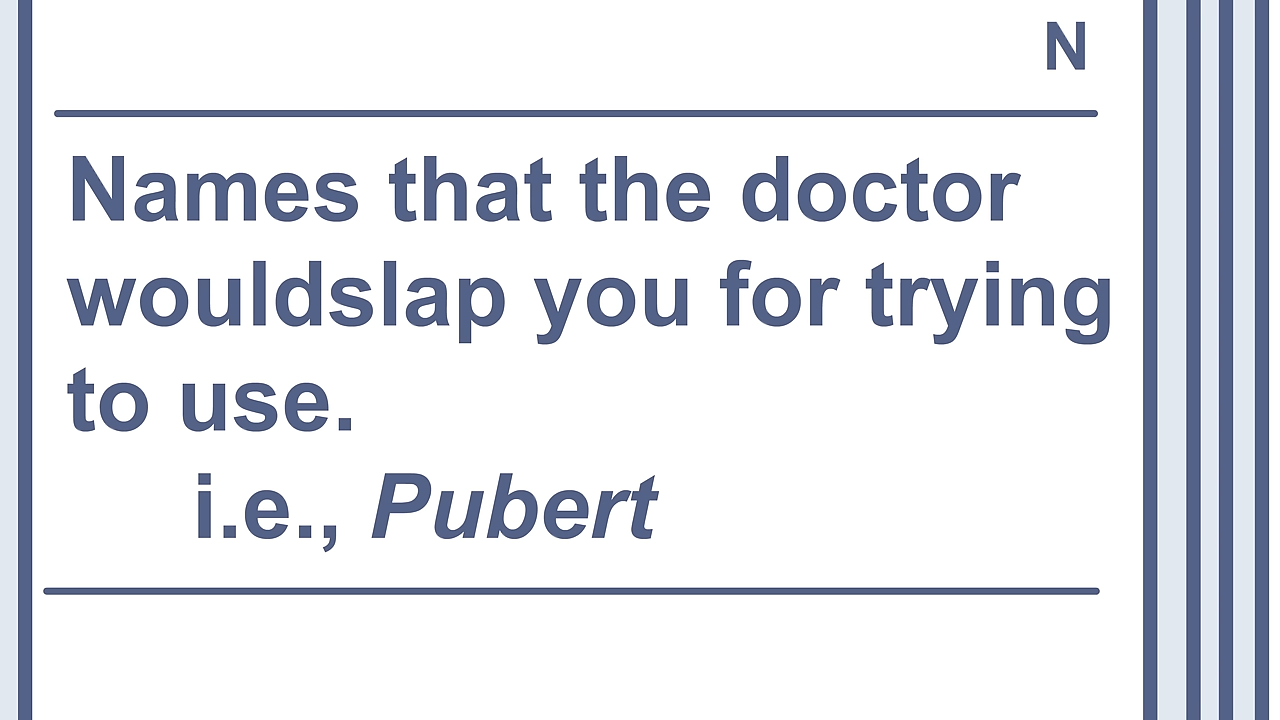 N
Names that the doctor
wouldslap you for trying
to use.
i.e., Pubert